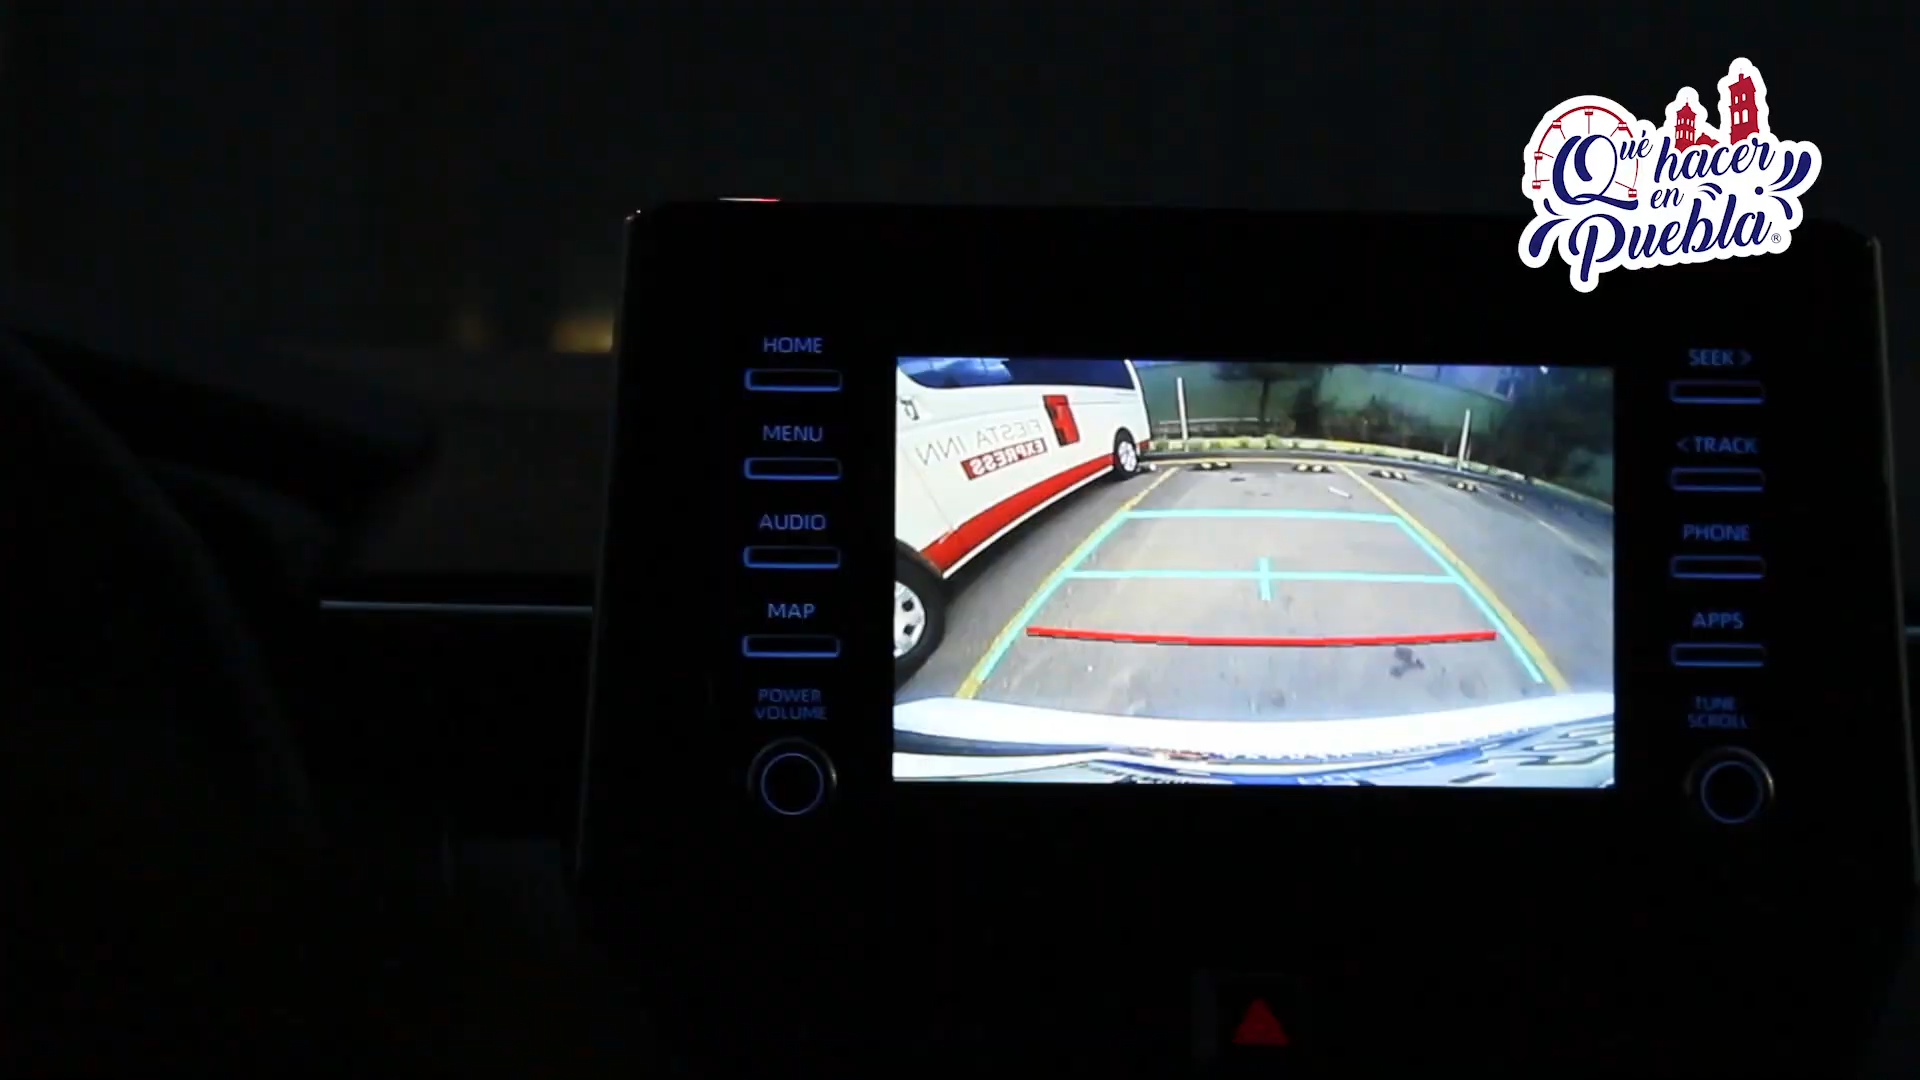 Qué hacer
en
Puebla®
HOME
MENU
AUDIO
MAP
POWER
VOLUME
SEEK >
< TRACK
PHONE
APPS
TUNE
SCROLL
FIESTA INN
EXPRESS